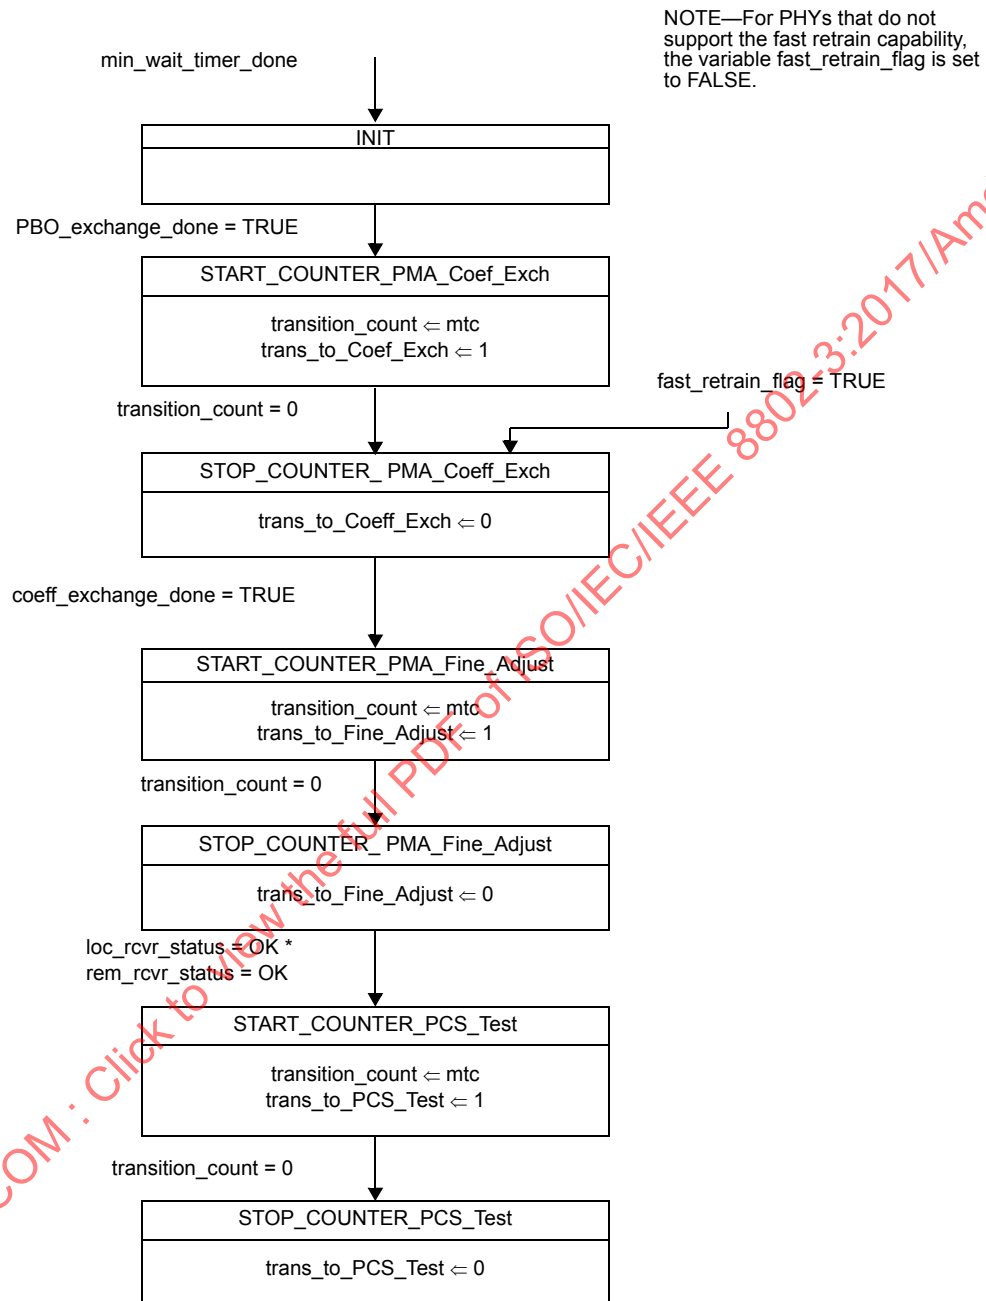 NOTE—For PHYs that do not
support the fast retrain capability,
the variable fast_retrain_flag is set
to FALSE.
min_wait_timer_done
INIT
PBO_exchange_done = TRUE
START_COUNTER_PMA_Coef_Exch
transition_count ⇐ mtc
trans_to_Coef_Exch ⇐ 1
fast_retrain_flag = TRUE
transition_count = 0
STOP_COUNTER_ PMA_Coeff_Exch
trans_to_Coeff_Exch ⇐ 0
coeff_exchange_done = TRUE
START_COUNTER_PMA_Fine_Adjust
transition_count ⇐ mtc
trans_to_Fine_Adjust ⇐ 1
transition_count = 0
STOP_COUNTER_ PMA_Fine_Adjust
trans_to_Fine_Adjust ⇐ 0
loc_rcvr_status = OK *
rem_rcvr_status = OK
START_COUNTER_PCS_Test
transition_count ⇐ mtc
trans_to_PCS_Test ⇐ 1
transition_count = 0
STOP_COUNTER_PCS_Test
trans_to_PCS_Test ⇐ 0
COM : Click to view the full PDF of ISO/IEC/IEEE 8802-3:2017/Am